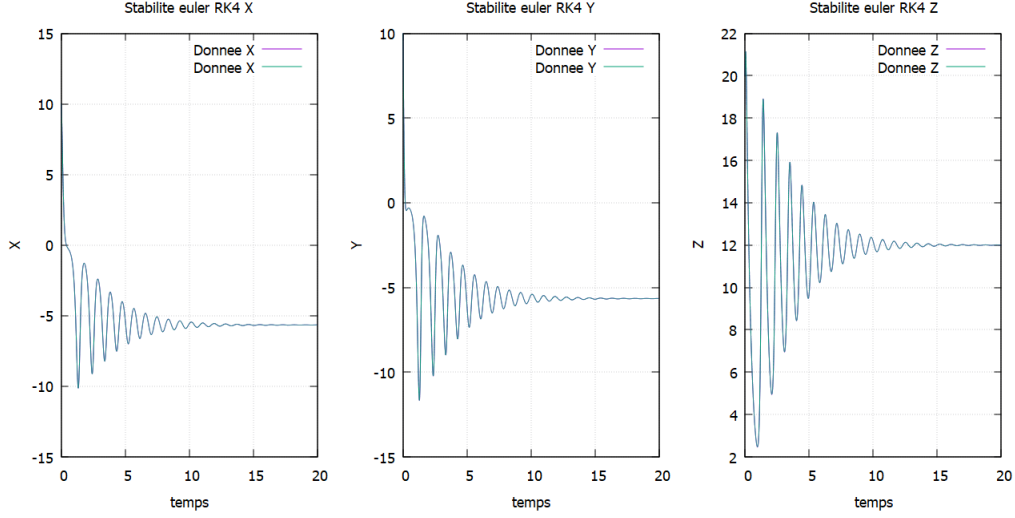 Stabilite euler RK4 X
Donnee X
Donnee X
15
10
5
0
-5
-10
-15
X
0
5
10
15
20
temps
Stabilite euler RK4 Y
Donnee Y
Donnee Y
10
5
0
-5
-10
-15
Y
0
5
10
15
20
temps
Stabilite euler RK4 Z
Donnee Z
Donnee Z
22
20
18
16
14
12
10
8
6
4
2
Z
0
5
10
15
20
temps